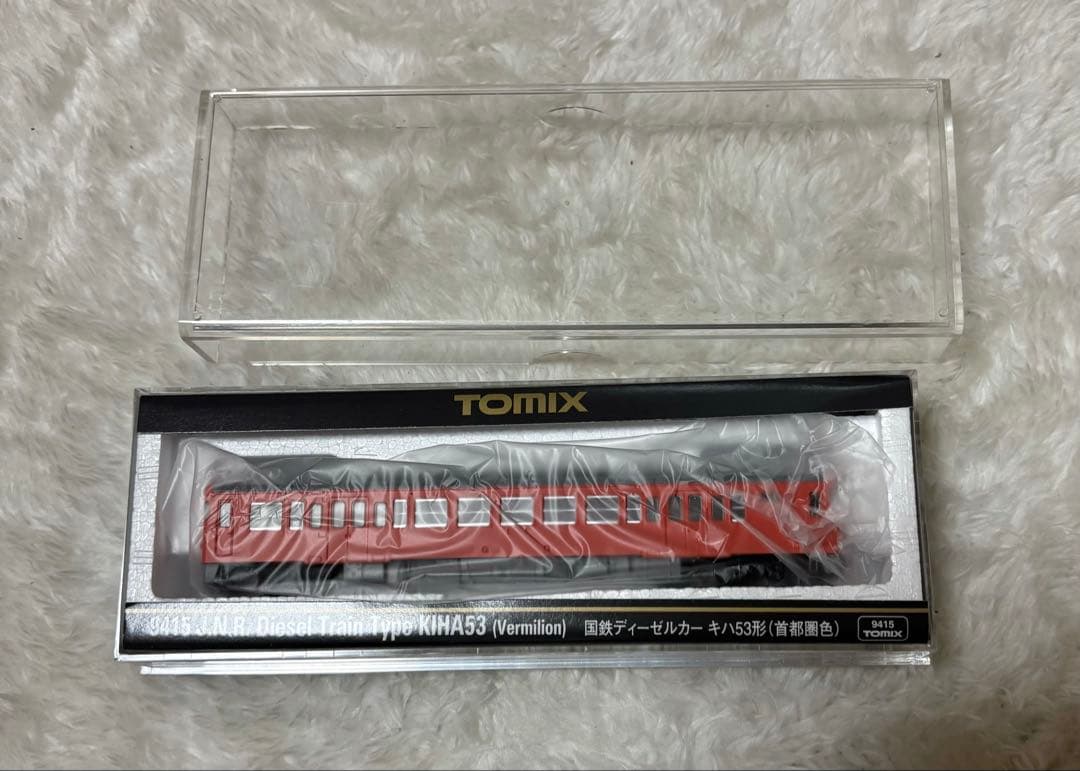 TOMIX
9415 J.N.R. Diesel Train Type KIHA53 (Vermilion) 国鉄ディーゼルカー キハ53形(首都圏色)
9415
TOMIX